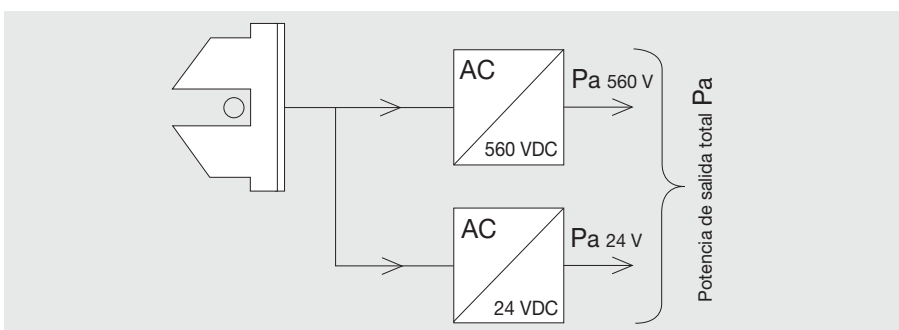 AC
560 VDC
Pa 560 V
AC
24 VDC
Pa 24 V
Potencia de salida total Pa